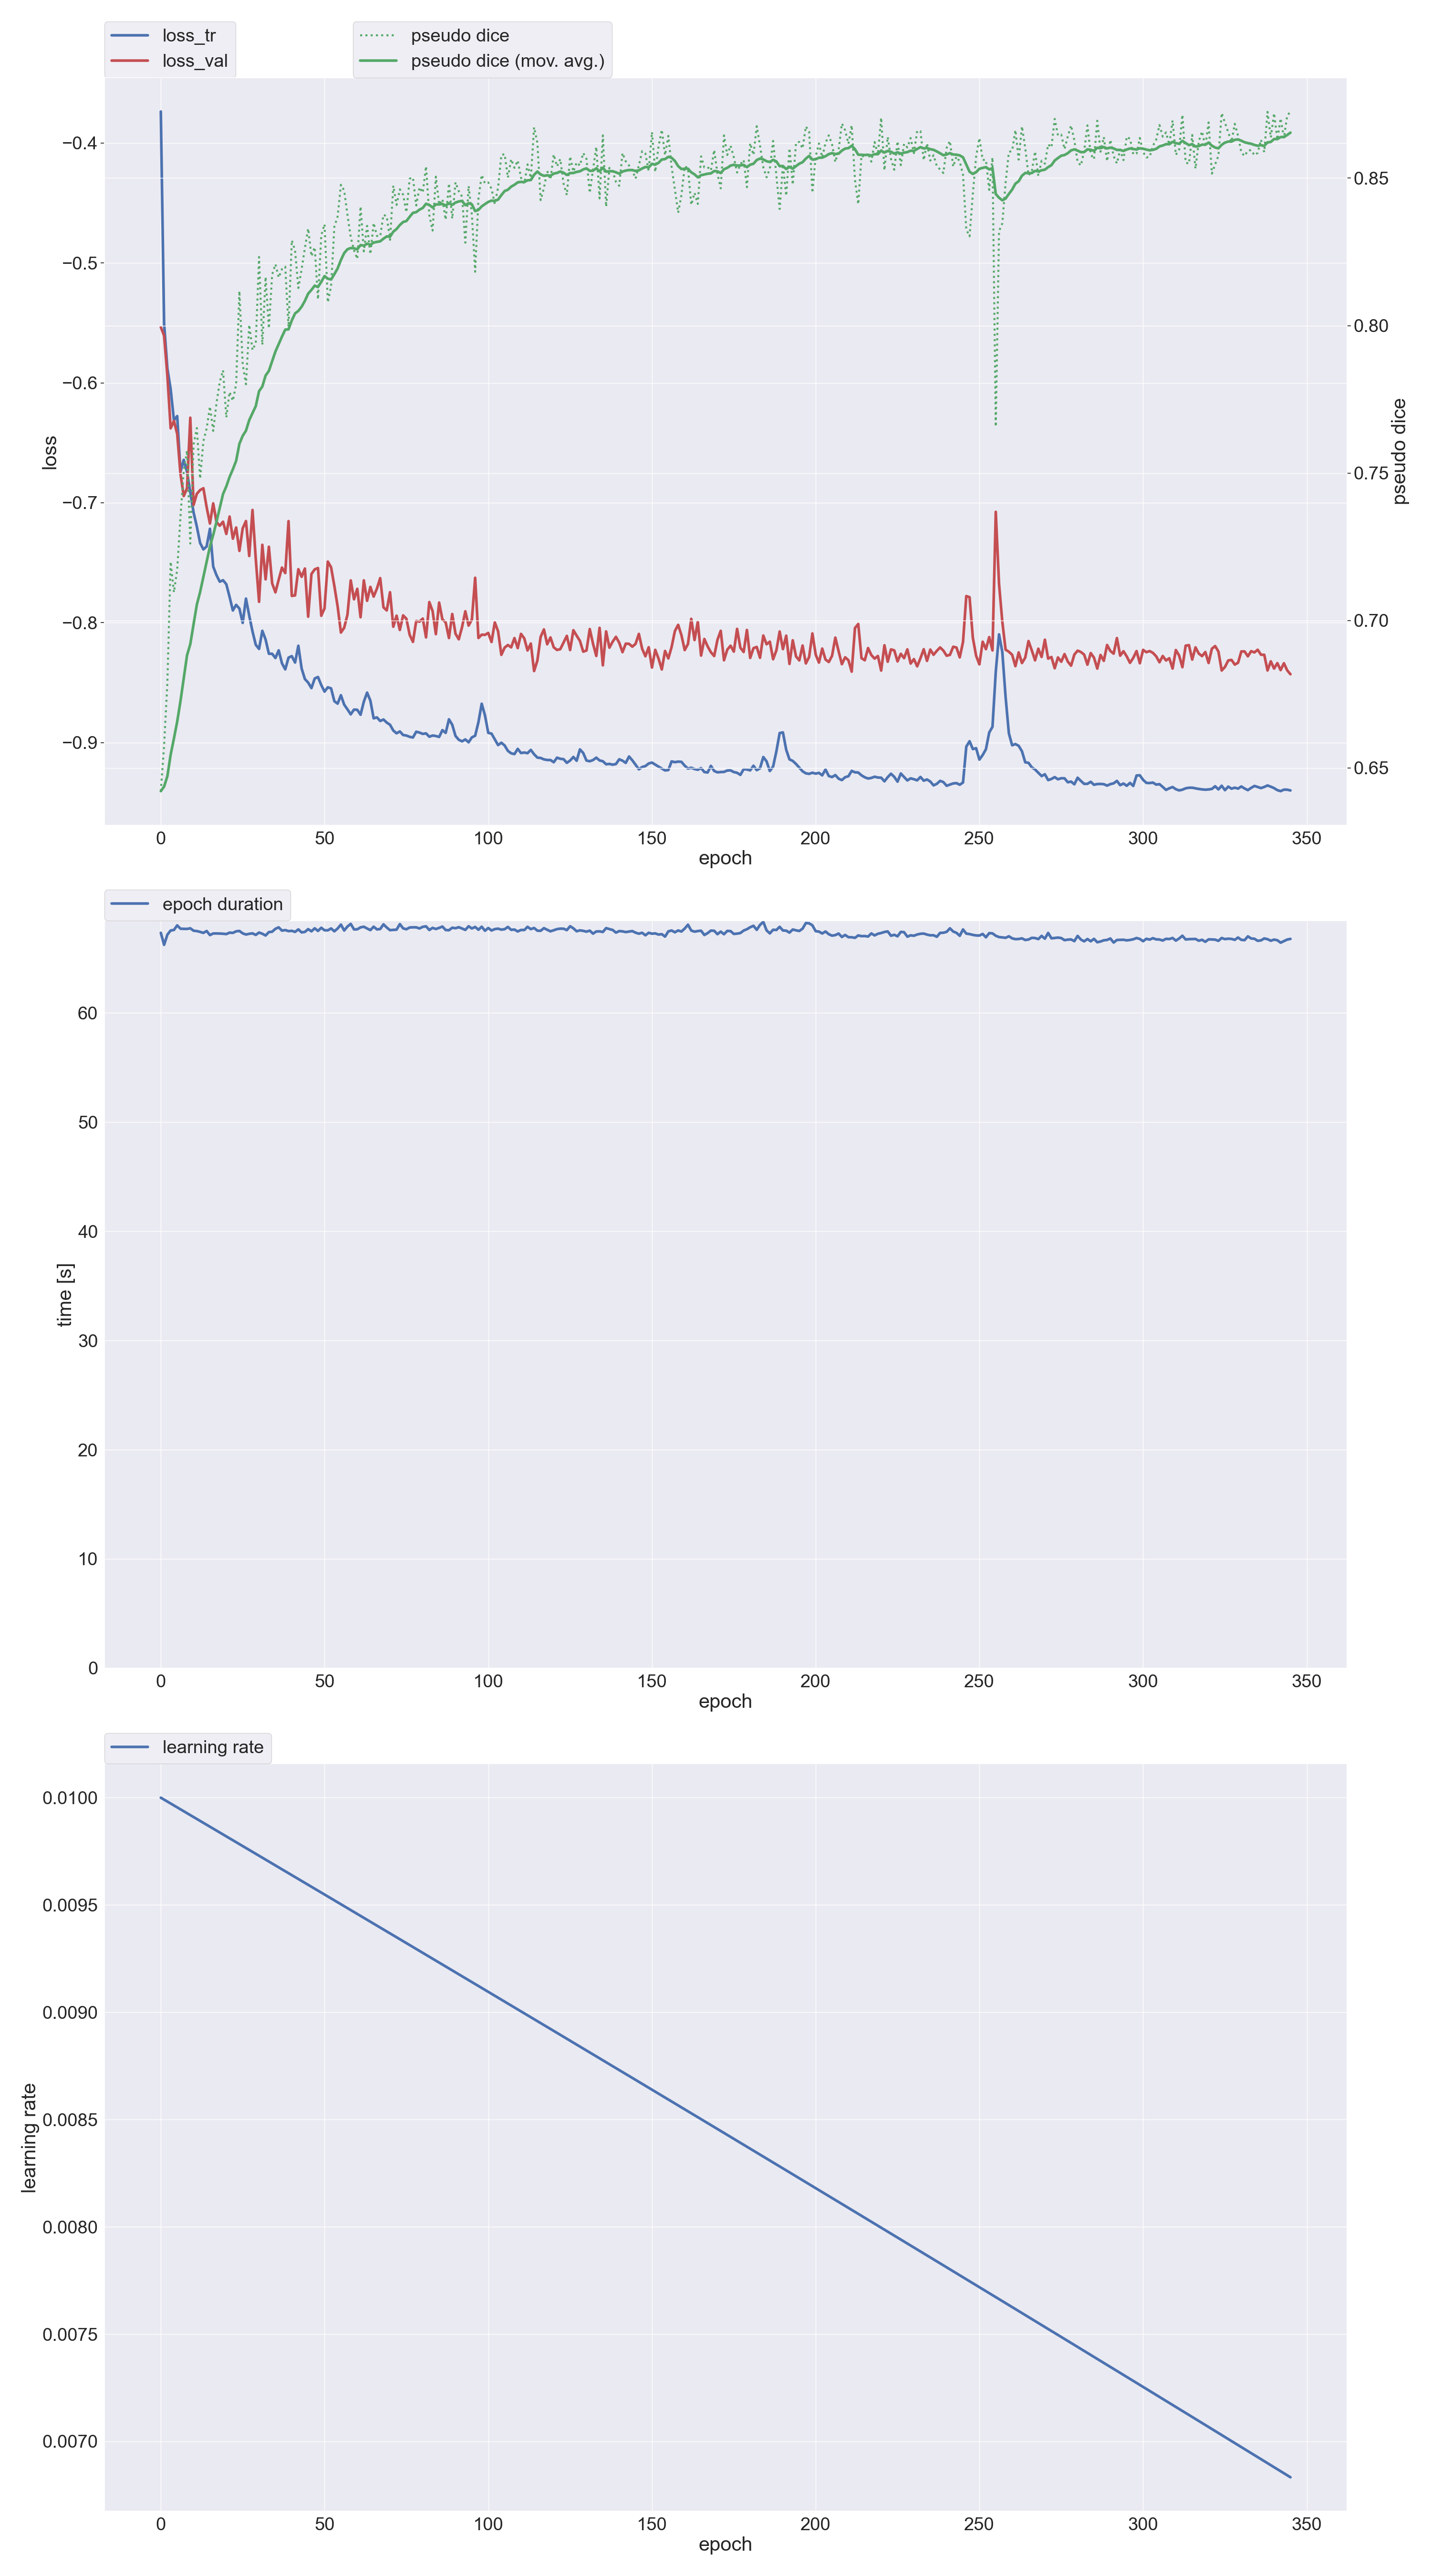 loss_tr
loss_val
pseudo dice
pseudo dice (mov. avg.)
−0.4
−0.5
−0.6
−0.7
−0.8
−0.9
loss
0.85
0.80
0.75
0.70
0.65
pseudo dice
0 50 100 150 200 250 300 350
epoch
epoch duration
60
50
40
30
20
10
0
time [s]
0 50 100 150 200 250 300 350
epoch
learning rate
0.0100
0.0095
0.0090
0.0085
0.0080
0.0075
0.0070
learning rate
0 50 100 150 200 250 300 350
epoch